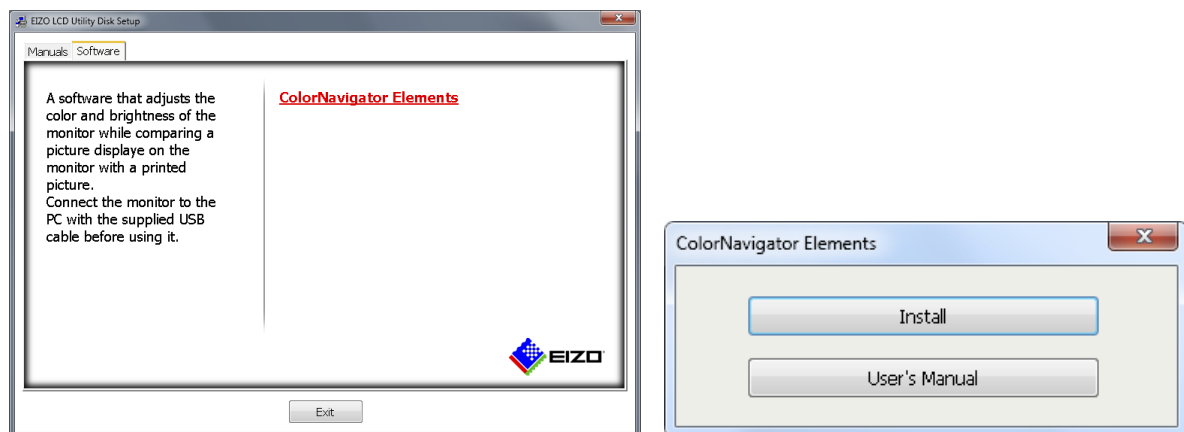 EIZO LCD Utility Disk Setup
Manuals Software
A software that adjusts the
color and brightness of the
monitor while comparing a
picture displaye on the
monitor with a printed
picture.
Connect the monitor to the
PC with the supplied USB
cable before using it.
ColorNavigator Elements
EIZO
Exit
ColorNavigator Elements
Install
User's Manual